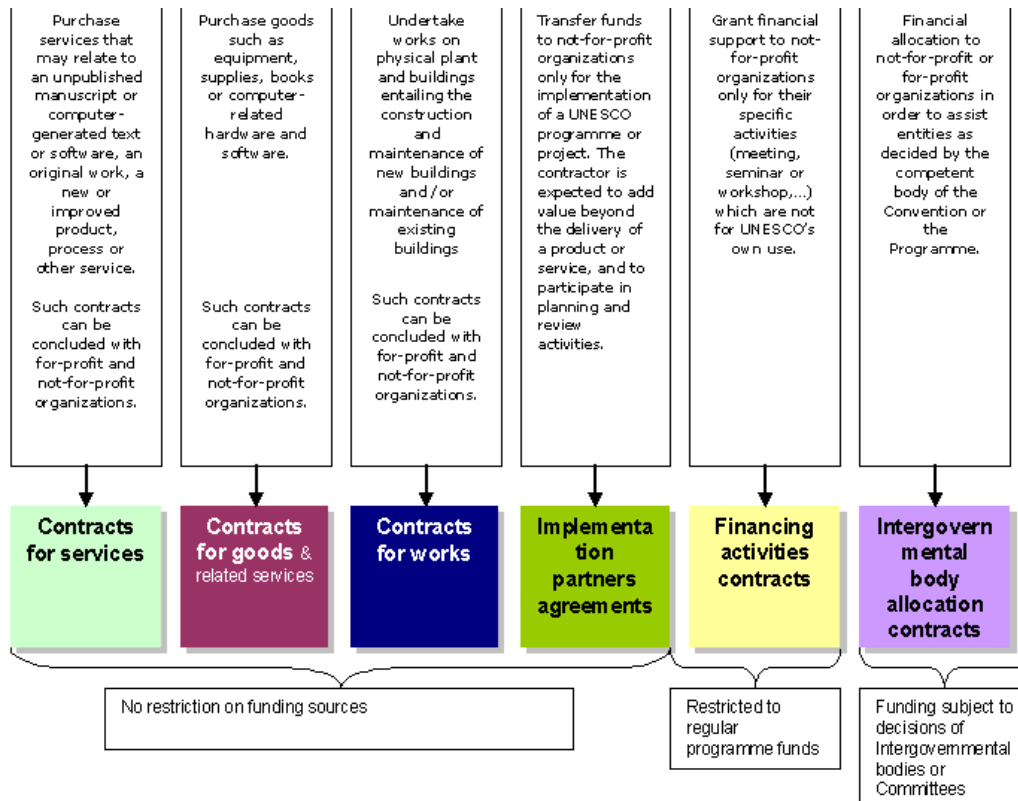 Purchase
services that
may relate to
an unpublished
manuscript or
computer-
generated text
or software, an
original work, a
new or
improved
product,
process or
other service.
Such contracts
can be
concluded with
for-profit and
not-for-profit
organizations.
Purchase goods
such as
equipment,
supplies, books
or computer-
related
hardware and
software.
Such contracts
can be
concluded with
for-profit and
not-for-profit
organizations.
Undertake
works on
physical plant
and buildings
entailing the
construction
and
maintenance of
new buildings
and/or
maintenance of
existing
buildings
Such contracts
can be
concluded with
for-profit and
not-for-profit
organizations.
Transfer funds
to not-for-profit
organizations
only for the
implementation
of a UNESCO
programme or
project. The
contractor is
expected to add
value beyond
the delivery of
a product or
service, and to
participate in
planning and
review
activities.
Grant financial
support to not-
for-profit
organizations
only for their
specific
activities
(meeting,
seminar or
workshop,...)
which are not
for UNESCO's
own use.
Financial
allocation to
not-for-profit or
for-profit
organizations in
order to assist
entities as
decided by the
competent
body of the
Convention or
the
Programme.
Contracts
for services
Contracts
for goods &
related services
Contracts
for works
Implementa
tion
partners
agreements
Financing
activities
contracts
Intergovern
mental
body
allocation
contracts
No restriction on funding sources
Restricted to
regular
programme funds
Funding subject to
decisions of
Intergovernmental
bodies or
Committees